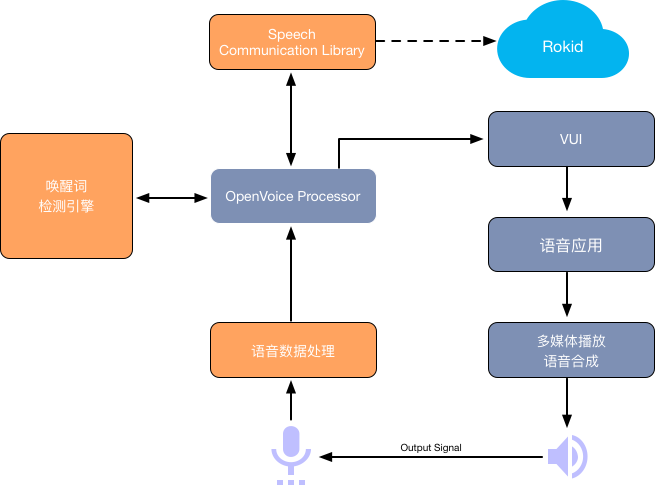 Speech
Communication Library
Rokid
VUI
唤醒词
检测引擎
OpenVoice Processor
语音应用
语音数据处理
多媒体播放
语音合成
Output Signal